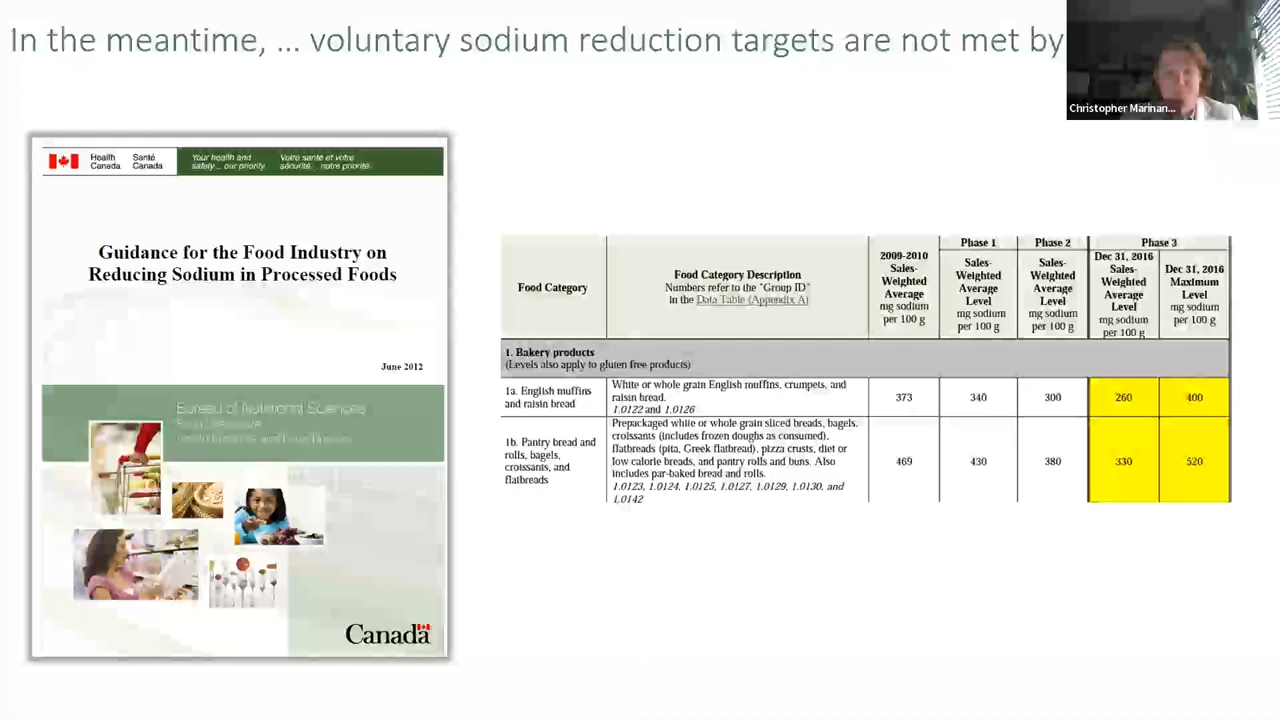 In the meantime, ... voluntary sodium reduction targets are not met by
Christopher Marinan...
Health Canada
Santé Canada
Your health and safety... our priority.
Votre santé et votre sécurité... notre priorité.
Guidance for the Food Industry on
Reducing Sodium in Processed Foods
June 2012
Bureau of Nutritional Sciences
Canada
Food Category
Food Category Description
Numbers refer to the "Group ID"
in the Data Table (Appendix A)
2009-2010
Sales-
Weighted
Average
mg sodium
per 100 g
Phase 1
Sales-
Weighted
Average
Level
mg sodium
per 100 g
Phase 2
Sales-
Weighted
Average
Level
mg sodium
per 100 g
Phase 3
Dec 31, 2016
Sales-
Weighted
Average
Level
mg sodium
per 100 g
Dec 31, 2016
Maximum
Level
mg sodium
per 100 g
1. Bakery products
(Levels also apply to gluten free products)
1a. English muffins
and raisin bread
White or whole grain English muffins, crumpets, and
raisin bread.
1.0122 and 1.0126
373
340
300
260
400
1b. Pantry bread and
rolls, bagels,
croissants, and
flatbreads
Prepackaged white or whole grain sliced breads, bagels,
croissants (includes frozen doughs as consumed),
flatbreads (pita, Greek flatbread), pizza crusts, diet or
low calorie breads, and pantry rolls and buns. Also
includes par-baked bread and rolls.
1.0123, 1.0124, 1.0125, 1.0127, 1.0129, 1.0130, and
1.0142
469
430
380
330
520